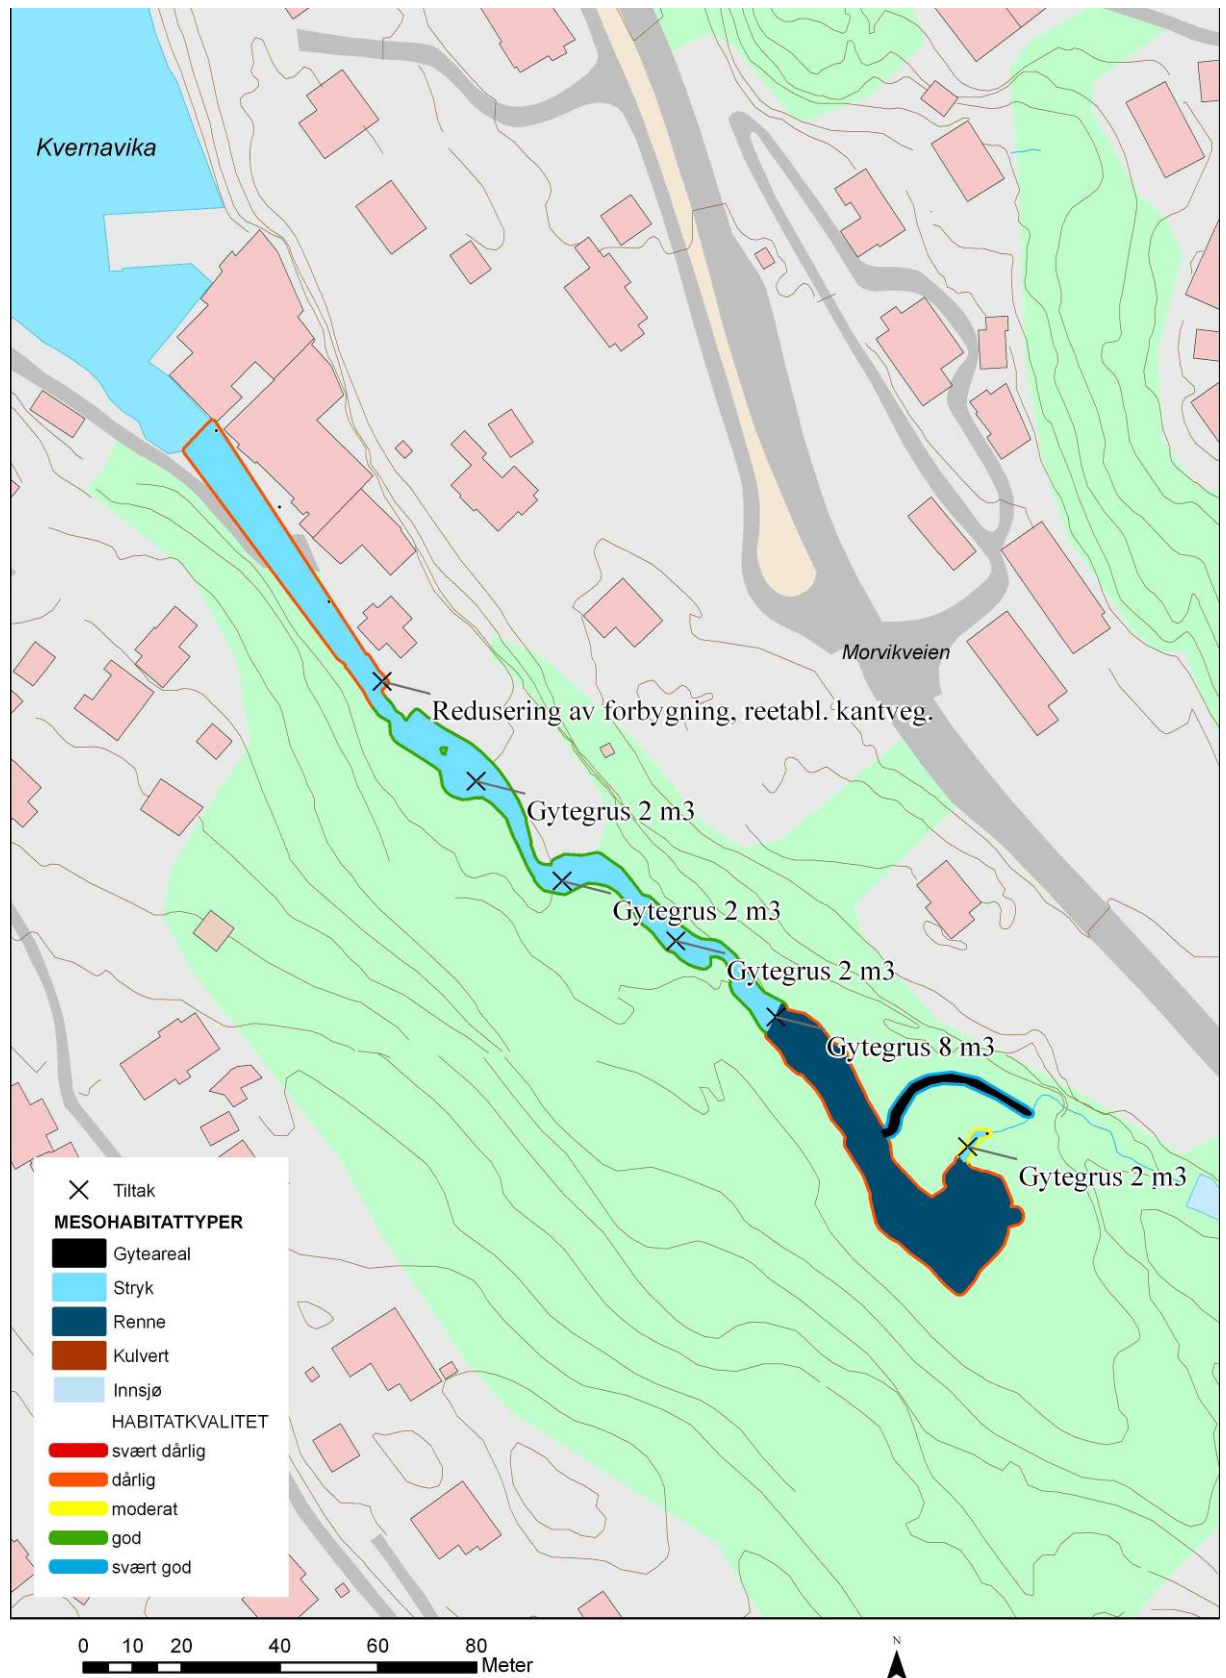 Kvernavika
Morvikveien
Redusering av forbygning, reetabl. kantveg.
Gytegrus 2 m3
Gytegrus 2 m3
Gytegrus 2 m3
Gytegrus 8 m3
Gytegrus 2 m3
Tiltak
MESOHABITATTYPER
Gyteareal
Stryk
Renne
Kulvert
Innsjø
HABITATKVALITET
svært dårlig
dårlig
moderat
god
svært god
0 10 20 40 60 80
Meter
N